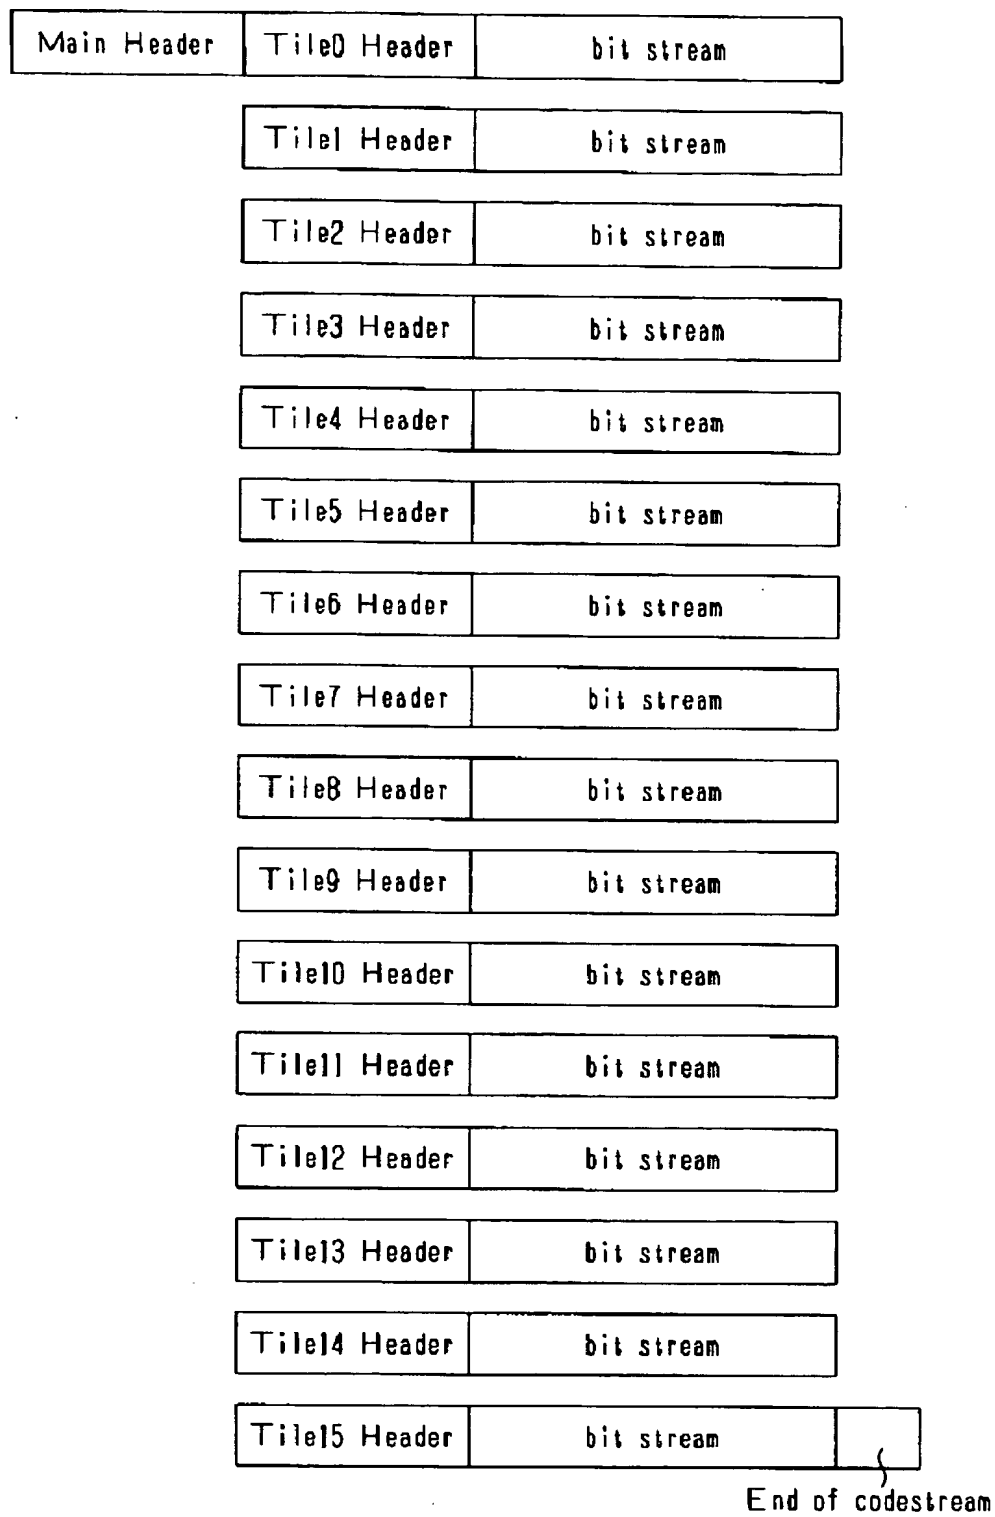 Main Header Tile0 Header bit stream
Tile1 Header bit stream
Tile2 Header bit stream
Tile3 Header bit stream
Tile4 Header bit stream
Tile5 Header bit stream
Tile6 Header bit stream
Tile7 Header bit stream
Tile8 Header bit stream
Tile9 Header bit stream
Tile10 Header bit stream
Tile11 Header bit stream
Tile12 Header bit stream
Tile13 Header bit stream
Tile14 Header bit stream
Tile15 Header bit stream
End of codestream